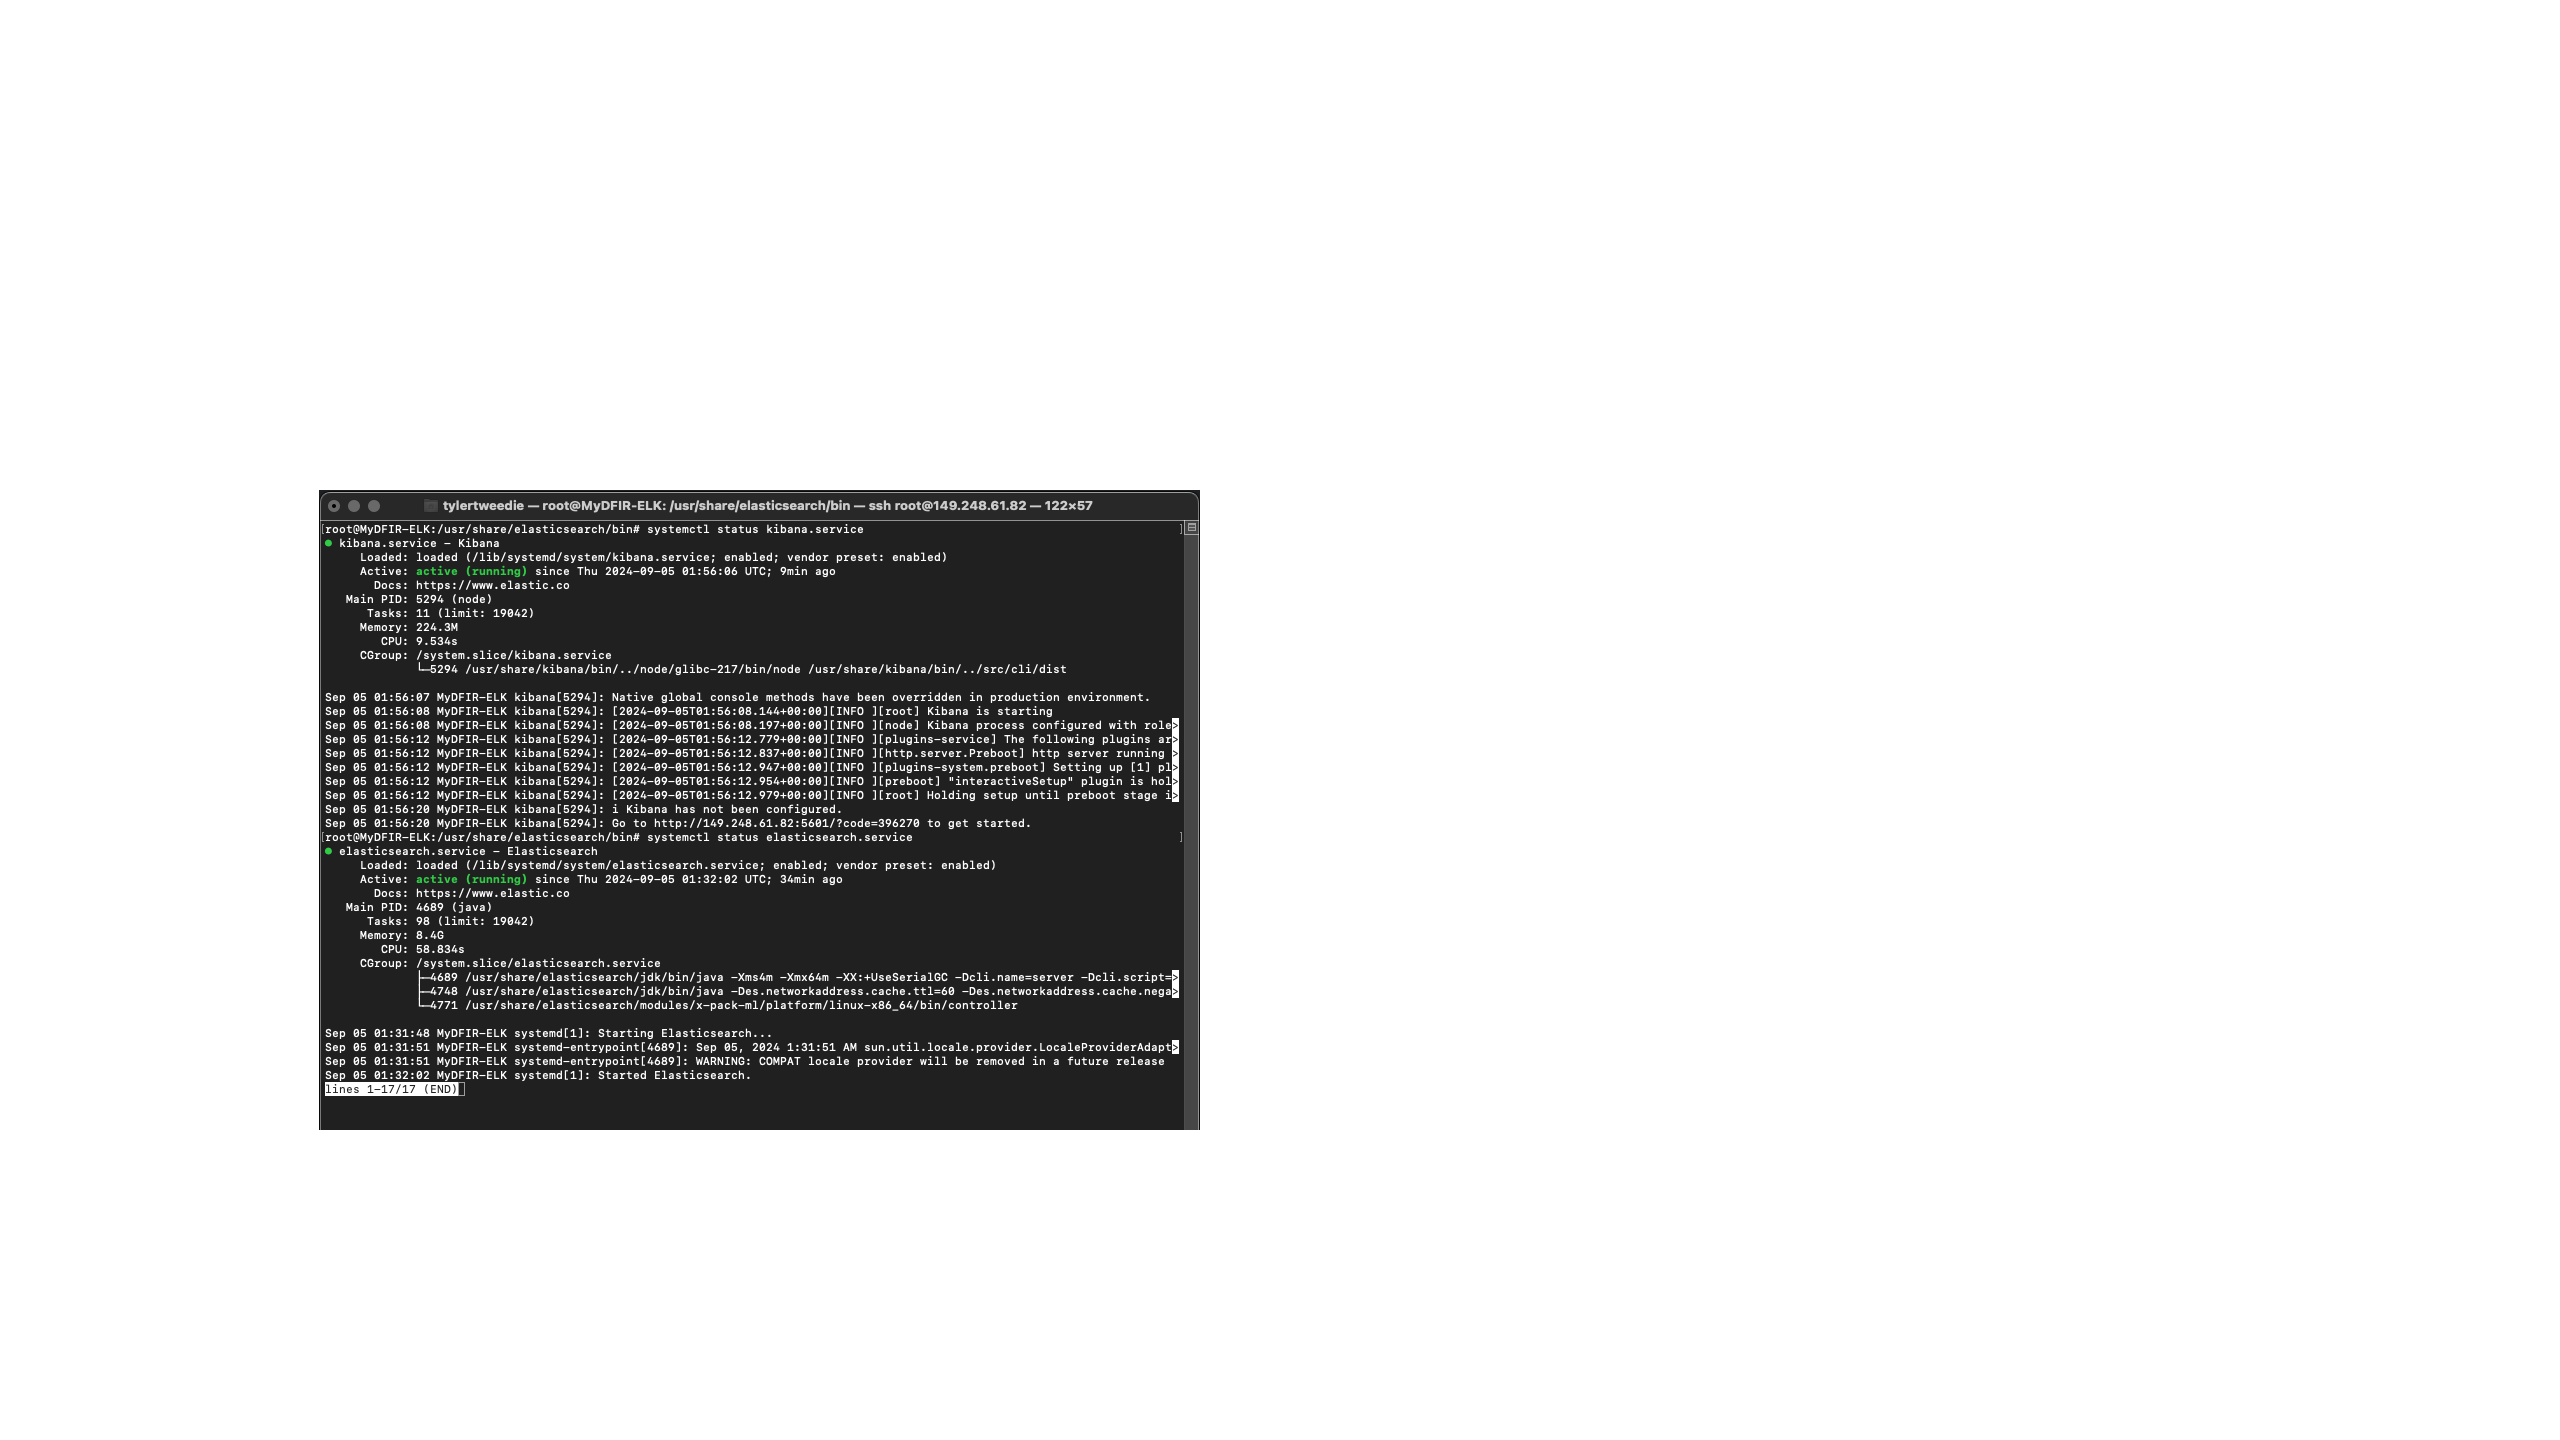 tylertweedie — root@MyDFIR-ELK: /usr/share/elasticsearch/bin — ssh root@149.248.61.82 — 122×57
[root@MyDFIR-ELK:/usr/share/elasticsearch/bin# systemctl status kibana.service ]
● kibana.service - Kibana
Loaded: loaded (/lib/systemd/system/kibana.service; enabled; vendor preset: enabled)
Active: active (running) since Thu 2024-09-05 01:56:06 UTC; 9min ago
Docs: https://www.elastic.co
Main PID: 5294 (node)
Tasks: 11 (limit: 19042)
Memory: 224.3M
CPU: 9.534s
CGroup: /system.slice/kibana.service
└─5294 /usr/share/kibana/bin/../node/glibc-217/bin/node /usr/share/kibana/bin/../src/cli/dist
Sep 05 01:56:07 MyDFIR-ELK kibana[5294]: Native global console methods have been overridden in production environment.
Sep 05 01:56:08 MyDFIR-ELK kibana[5294]: [2024-09-05T01:56:08.144+00:00][INFO ][root] Kibana is starting
Sep 05 01:56:08 MyDFIR-ELK kibana[5294]: [2024-09-05T01:56:08.197+00:00][INFO ][node] Kibana process configured with role>
Sep 05 01:56:12 MyDFIR-ELK kibana[5294]: [2024-09-05T01:56:12.779+00:00][INFO ][plugins-service] The following plugins ar>
Sep 05 01:56:12 MyDFIR-ELK kibana[5294]: [2024-09-05T01:56:12.837+00:00][INFO ][http.server.Preboot] http server running >
Sep 05 01:56:12 MyDFIR-ELK kibana[5294]: [2024-09-05T01:56:12.947+00:00][INFO ][plugins-system.preboot] Setting up [1] pl>
Sep 05 01:56:12 MyDFIR-ELK kibana[5294]: [2024-09-05T01:56:12.954+00:00][INFO ][preboot] "interactiveSetup" plugin is hol>
Sep 05 01:56:12 MyDFIR-ELK kibana[5294]: [2024-09-05T01:56:12.979+00:00][INFO ][root] Holding setup until preboot stage i>
Sep 05 01:56:20 MyDFIR-ELK kibana[5294]: i Kibana has not been configured.
Sep 05 01:56:20 MyDFIR-ELK kibana[5294]: Go to http://149.248.61.82:5601/?code=396270 to get started.
[root@MyDFIR-ELK:/usr/share/elasticsearch/bin# systemctl status elasticsearch.service ]
● elasticsearch.service - Elasticsearch
Loaded: loaded (/lib/systemd/system/elasticsearch.service; enabled; vendor preset: enabled)
Active: active (running) since Thu 2024-09-05 01:32:02 UTC; 34min ago
Docs: https://www.elastic.co
Main PID: 4689 (java)
Tasks: 98 (limit: 19042)
Memory: 8.4G
CPU: 58.834s
CGroup: /system.slice/elasticsearch.service
├─4689 /usr/share/elasticsearch/jdk/bin/java -Xms4m -Xmx64m -XX:+UseSerialGC -Dcli.name=server -Dcli.script=>
├─4748 /usr/share/elasticsearch/jdk/bin/java -Des.networkaddress.cache.ttl=60 -Des.networkaddress.cache.nega>
└─4771 /usr/share/elasticsearch/modules/x-pack-ml/platform/linux-x86_64/bin/controller
Sep 05 01:31:48 MyDFIR-ELK systemd[1]: Starting Elasticsearch...
Sep 05 01:31:51 MyDFIR-ELK systemd-entrypoint[4689]: Sep 05, 2024 1:31:51 AM sun.util.locale.provider.LocaleProviderAdapt>
Sep 05 01:31:51 MyDFIR-ELK systemd-entrypoint[4689]: WARNING: COMPAT locale provider will be removed in a future release
Sep 05 01:32:02 MyDFIR-ELK systemd[1]: Started Elasticsearch.
lines 1-17/17 (END)